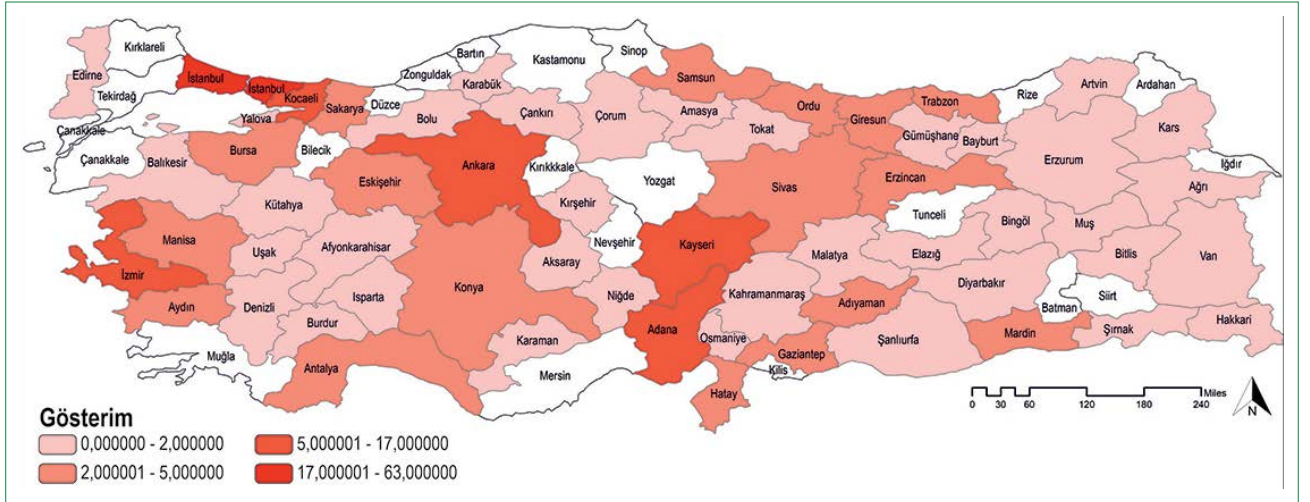 Kırklareli
Edirne
Tekirdağ
İstanbul
İstanbul
Kocaeli
Yalova
Sakarya
Düzce
Zonguldak
Bartın
Karabük
Kastamonu
Sinop
Samsun
Ordu
Giresun
Trabzon
Rize
Artvin
Ardahan
Kars
Iğdır
Ağrı
Erzurum
Bayburt
Gümüşhane
Tokat
Amasya
Çorum
Çankırı
Bolu
Ankara
Kırıkkkale
Yozgat
Sivas
Erzincan
Tunceli
Bingöl
Muş
Bitlis
Van
Hakkari
Şırnak
Siirt
Batman
Mardin
Diyarbakır
Elazığ
Malatya
Adıyaman
Şanlıurfa
Gaziantep
Kilis
Hatay
Osmaniye
Kahramanmaraş
Adana
Kayseri
Nevşehir
Kırşehir
Aksaray
Niğde
Mersin
Karaman
Konya
Eskişehir
Bilecik
Bursa
Çanakkale
Çanakkale
Balıkesir
Kütahya
Manisa
İzmir
Uşak
Afyonkarahisar
Aydın
Denizli
Isparta
Burdur
Muğla
Antalya
Gösterim
0,000000 - 2,000000
2,000001 - 5,000000
5,000001 - 17,000000
17,000001 - 63,000000
Miles
0 30 60 120 180 240
N